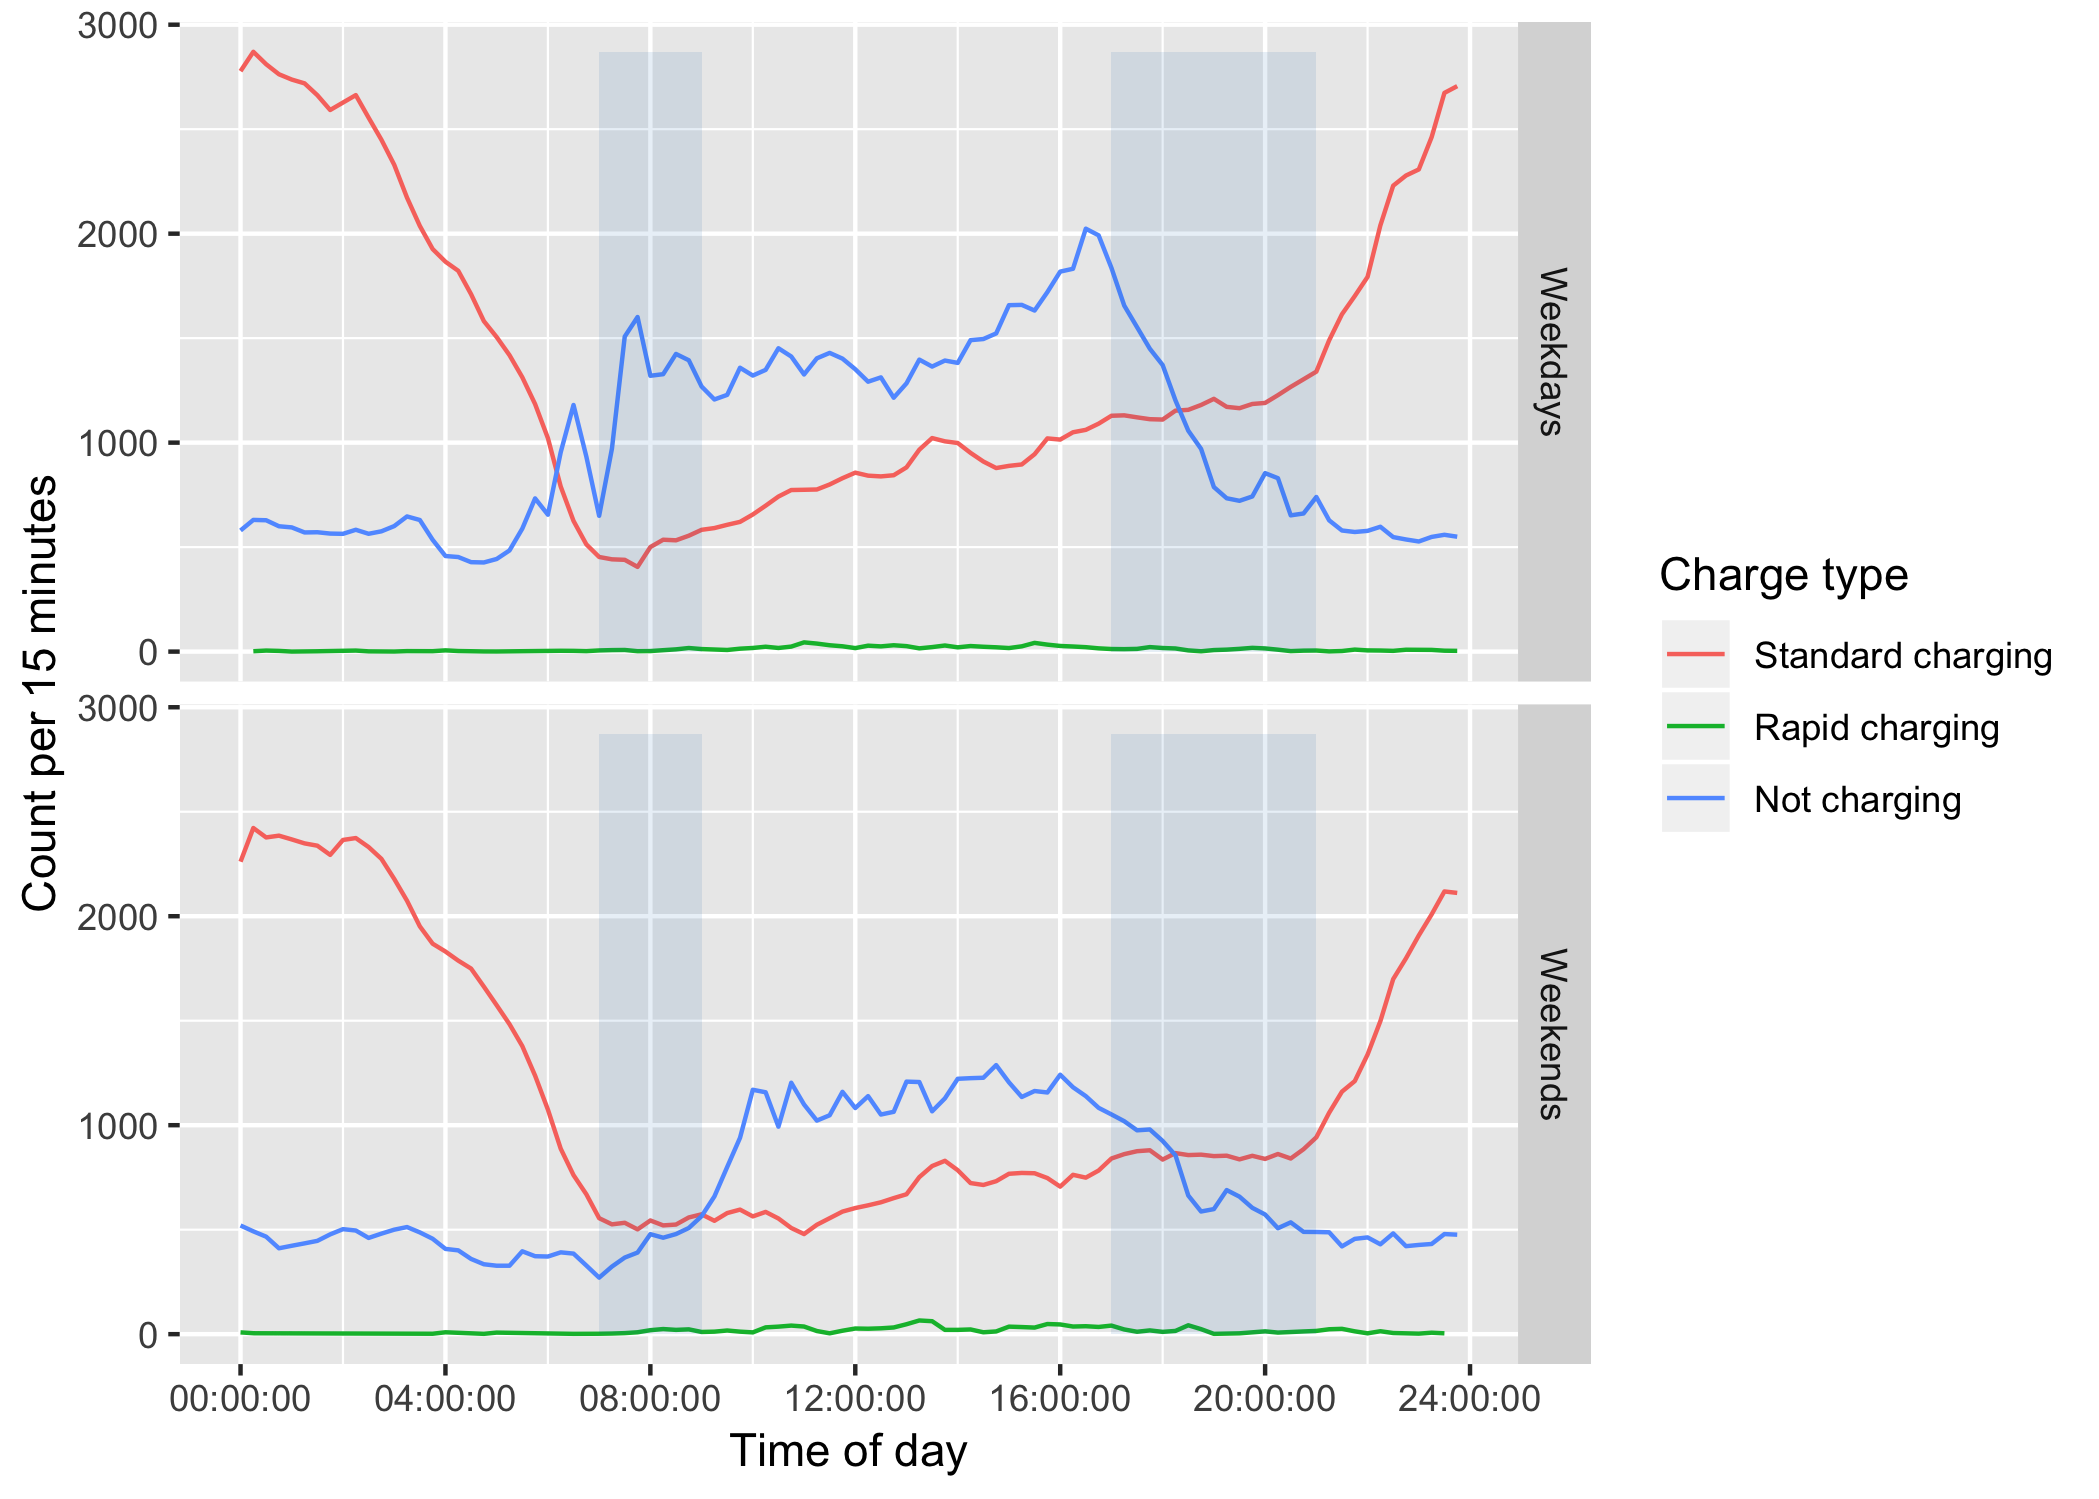 Count per 15 minutes
3000
2000
1000
0
Weekdays
3000
2000
1000
0
Weekends
00:00:00 04:00:00 08:00:00 12:00:00 16:00:00 20:00:00 24:00:00
Time of day
Charge type
Standard charging
Rapid charging
Not charging